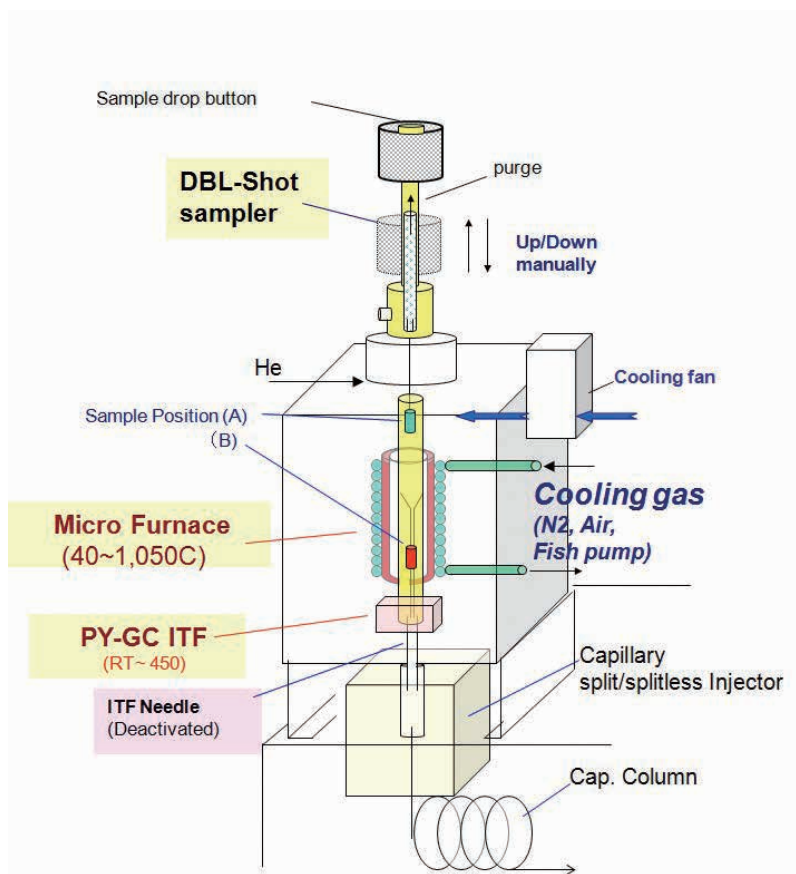 Sample drop button
DBL-Shot
sampler
purge
Up/Down
manually
He
Cooling fan
Sample Position (A)
(B)
Cooling gas
(N2, Air,
Fish pump)
Micro Furnace
(40~1,050C)
PY-GC ITF
(RT~ 450)
Capillary
split/splitless Injector
ITF Needle
(Deactivated)
Cap. Column